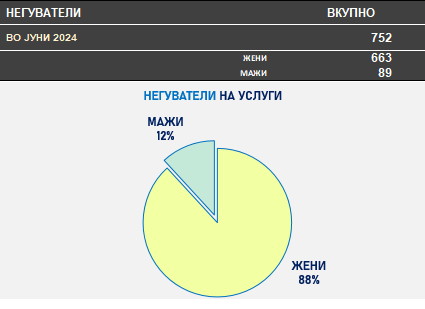 НЕГУВАТЕЛИ ВКУПНО
ВО ЈУНИ 2024 752
ЖЕНИ 663
МАЖИ 89
НЕГУВАТЕЛИ НА УСЛУГИ
МАЖИ
12%
ЖЕНИ
88%